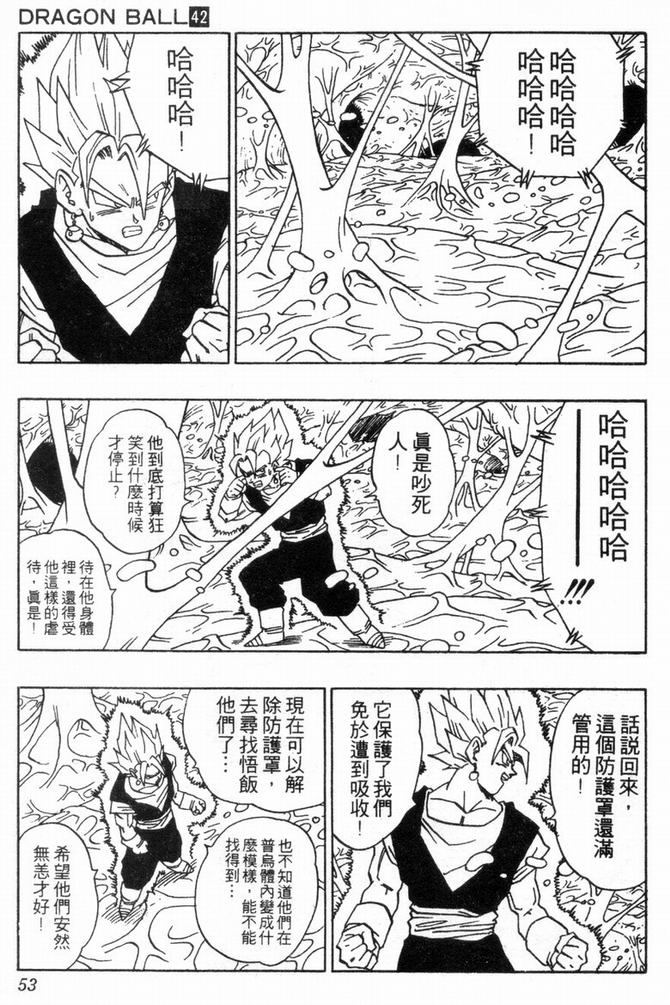 DRAGON BALL 42
哈哈哈哈
哈哈哈！
哈哈哈！
哈哈哈哈哈
!!!
真是吵死
人！
他到底打算狂
笑到什麼時候
才停止？
待在他身體
裡，還得受
他這樣的虐
待，真是！
話說回來，
這個防護罩還滿
管用的！
它保護了我們
免於遭到吸收！
現在可以解
除防護罩，
去尋找悟飯
他們了…
也不知道他們在
普烏體內變成什
麼模樣，能不能
找得到…
希望他們安然
無恙才好！
53